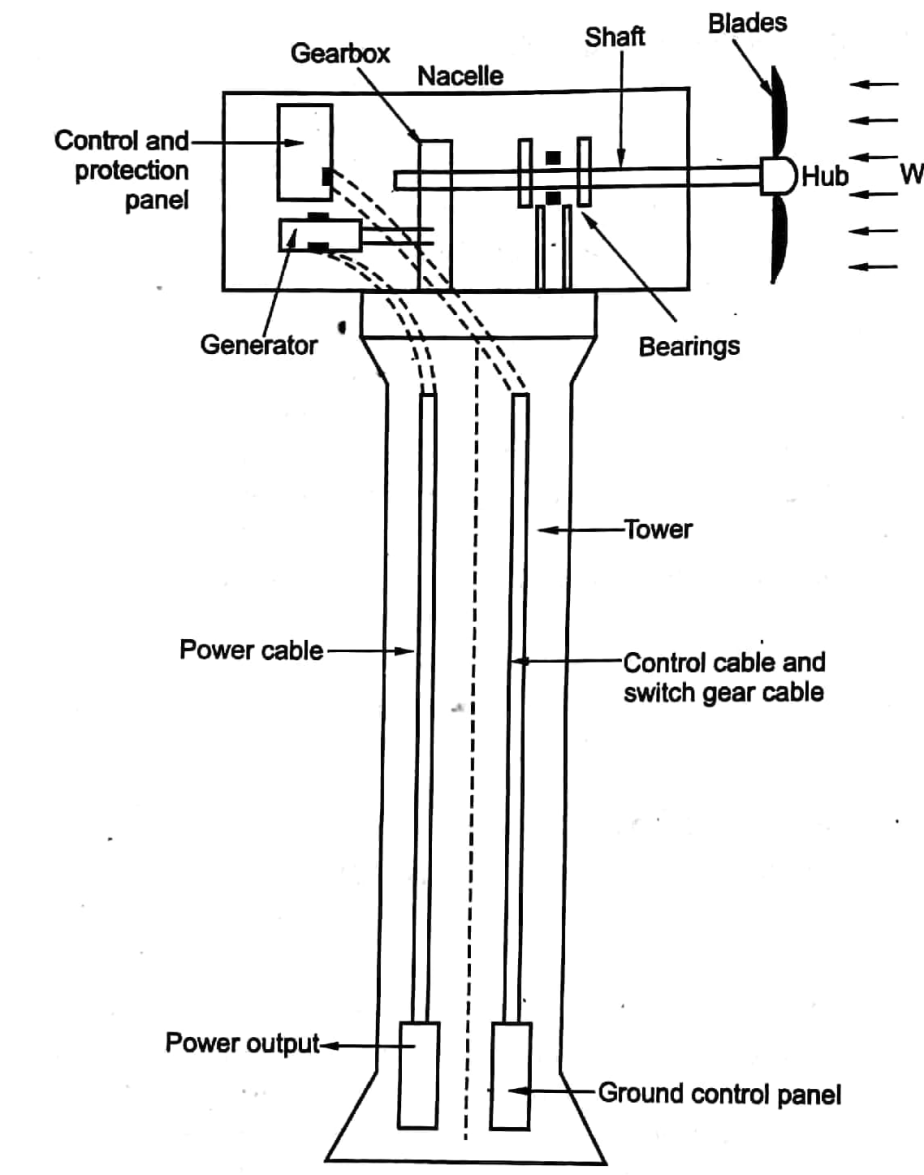 Blades
Shaft
Gearbox
Nacelle
Control and
protection
panel
Hub
W
Generator
Bearings
Tower
Power cable
Control cable and
switch gear cable
Power output
Ground control panel